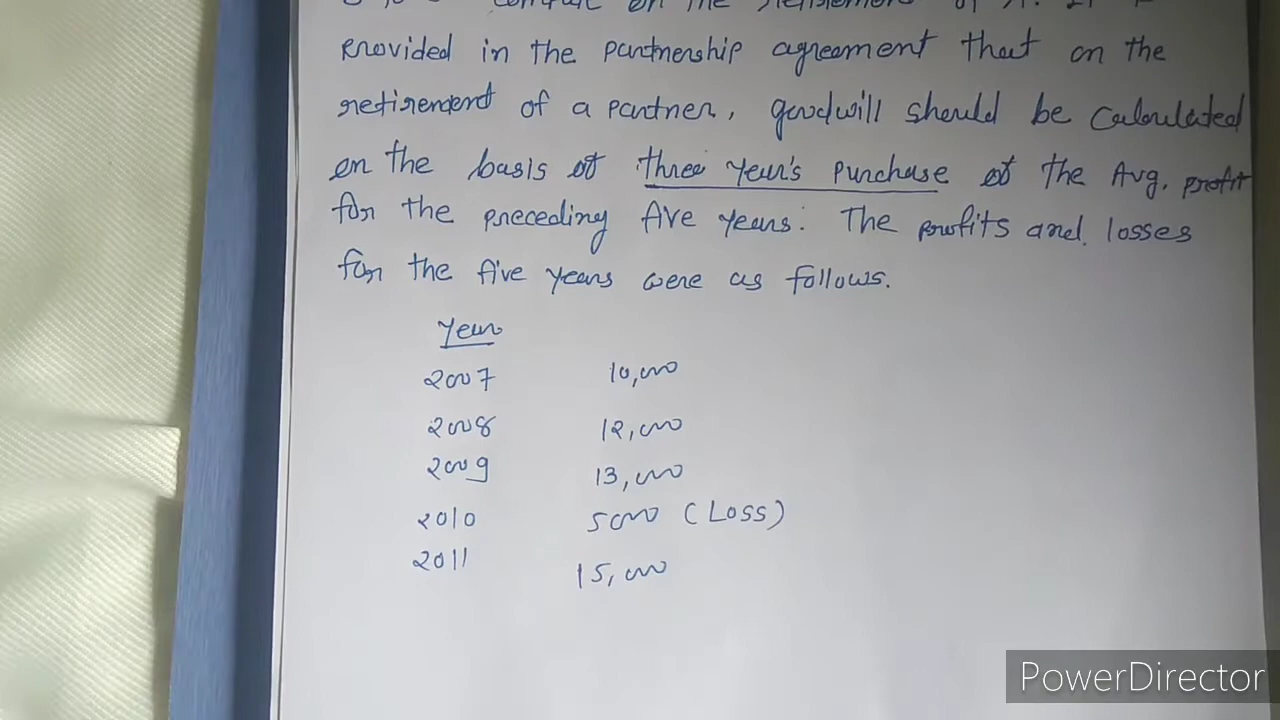 on the
provided in the partnership agreement that on the
retirement of a partner, goodwill should be calculated
on the basis of three Year's purchase of the Avg. profit
for the preceding five years. The profits and losses
for the five years were as follows.
Year
2007 10,000
2008 12,000
2009 13,000
2010 5000 (Loss)
2011 15,000
PowerDirector